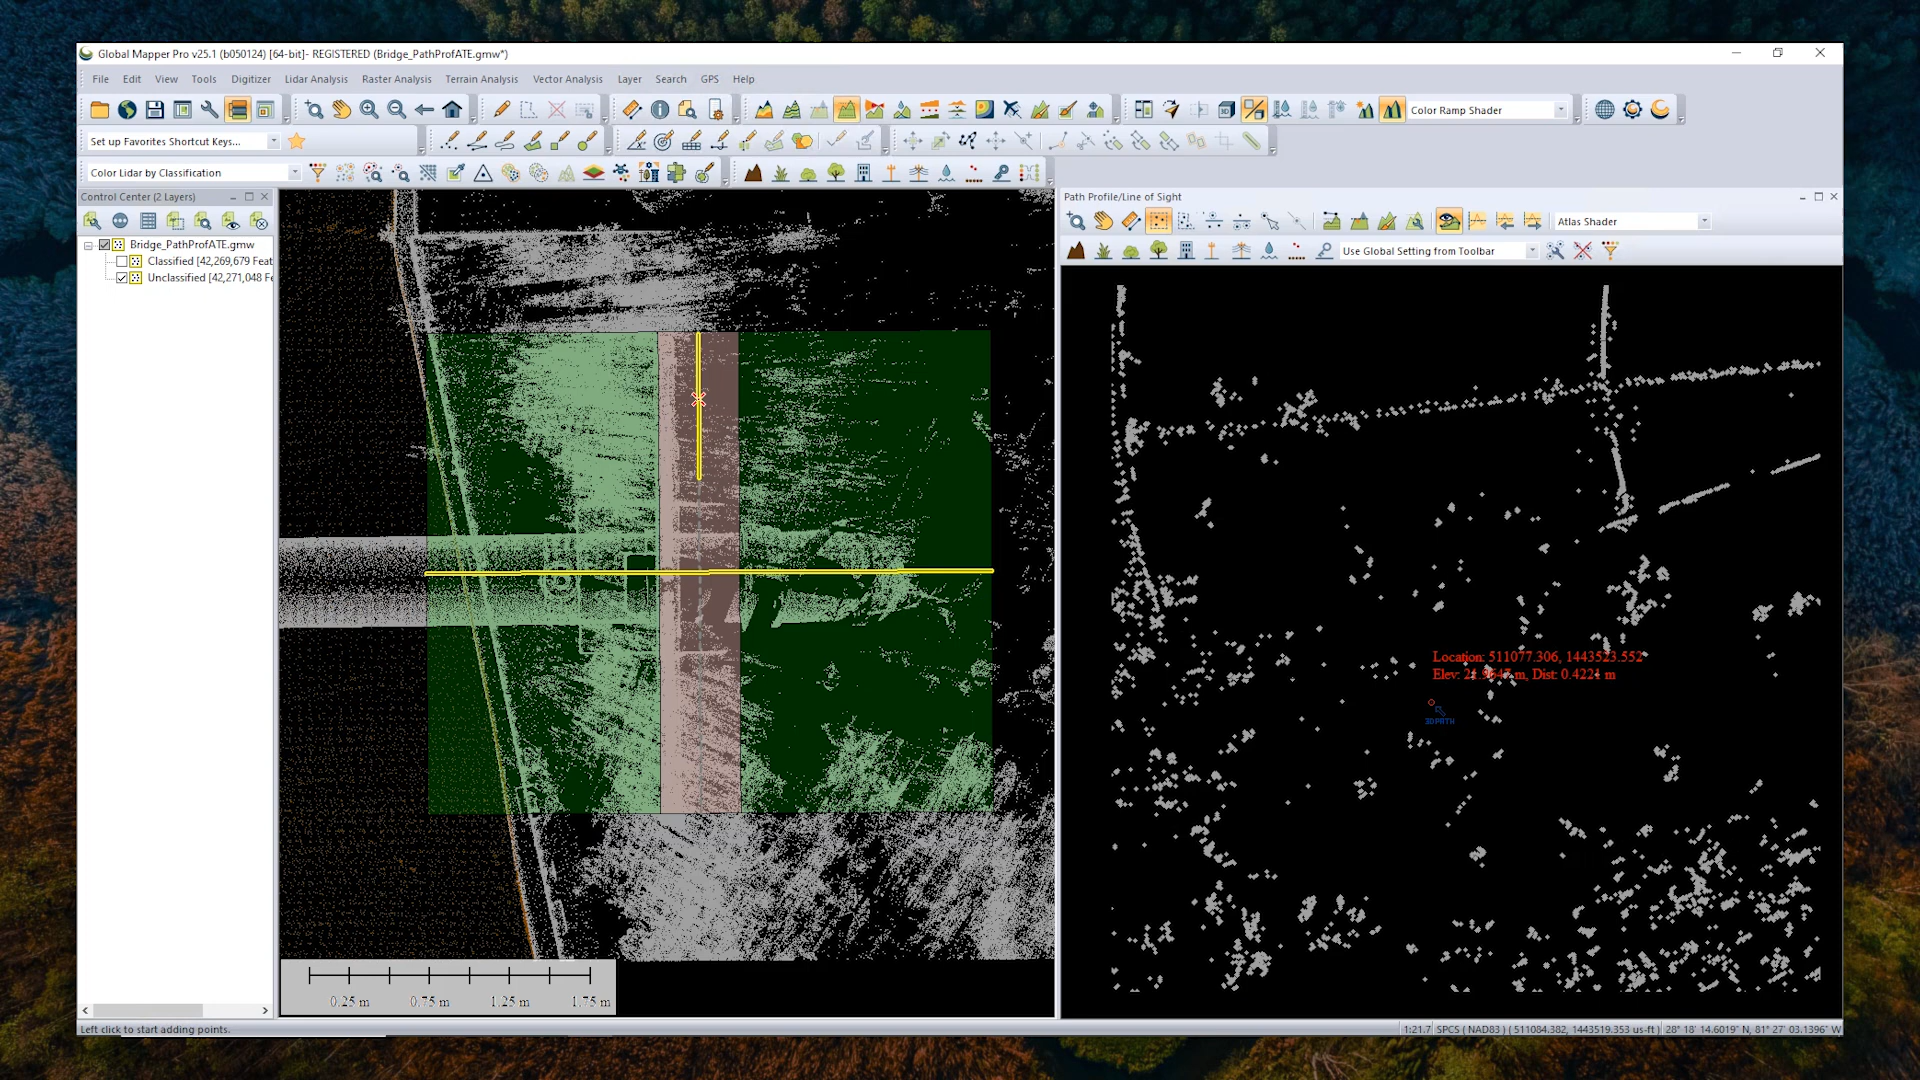 Global Mapper Pro v25.1 (b050124) [64-bit]- REGISTERED (Bridge_PathProfATE.gmw*)
File Edit View Tools Digitizer Lidar Analysis Raster Analysis Terrain Analysis Vector Analysis Layer Search GPS Help
Color Ramp Shader
Set up Favorites Shortcut Keys...
Color Lidar by Classification
Control Center (2 Layers)
Bridge_PathProfATE.gmw
Classified [42,269,679 Feat
Unclassified [42,271,048 Fe
Path Profile/Line of Sight
Atlas Shader
Use Global Setting from Toolbar
Location: 511077.306, 1443523.552
m, Dist: 0.4221 m
3D PATH
0.25 m 0.75 m 1.25 m 1.75 m
Left click to start adding points.
1:21.7 SPCS ( NAD83 ) ( 511084.382, 1443519.353 us-ft ) 28° 18' 14.6019" N, 81° 27' 03.1396" W